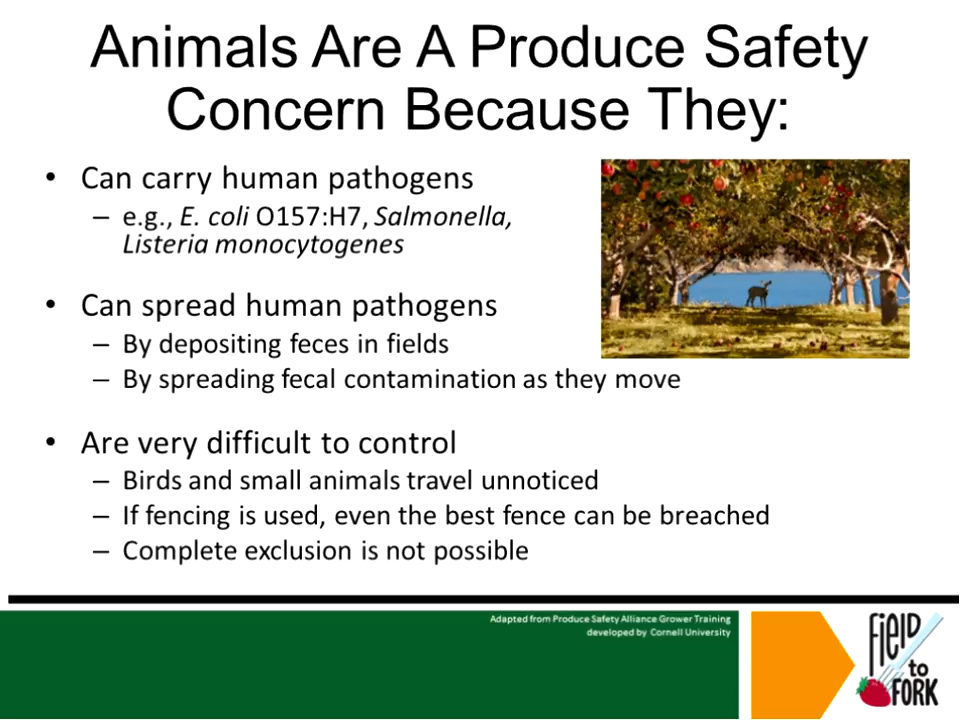 Animals Are A Produce Safety
Concern Because They:
• Can carry human pathogens
– e.g., E. coli O157:H7, Salmonella,
Listeria monocytogenes
• Can spread human pathogens
– By depositing feces in fields
– By spreading fecal contamination as they move
• Are very difficult to control
– Birds and small animals travel unnoticed
– If fencing is used, even the best fence can be breached
– Complete exclusion is not possible
Adapted from Produce Safety Alliance Grower Training
developed by Cornell University
FiELD
to
FORK